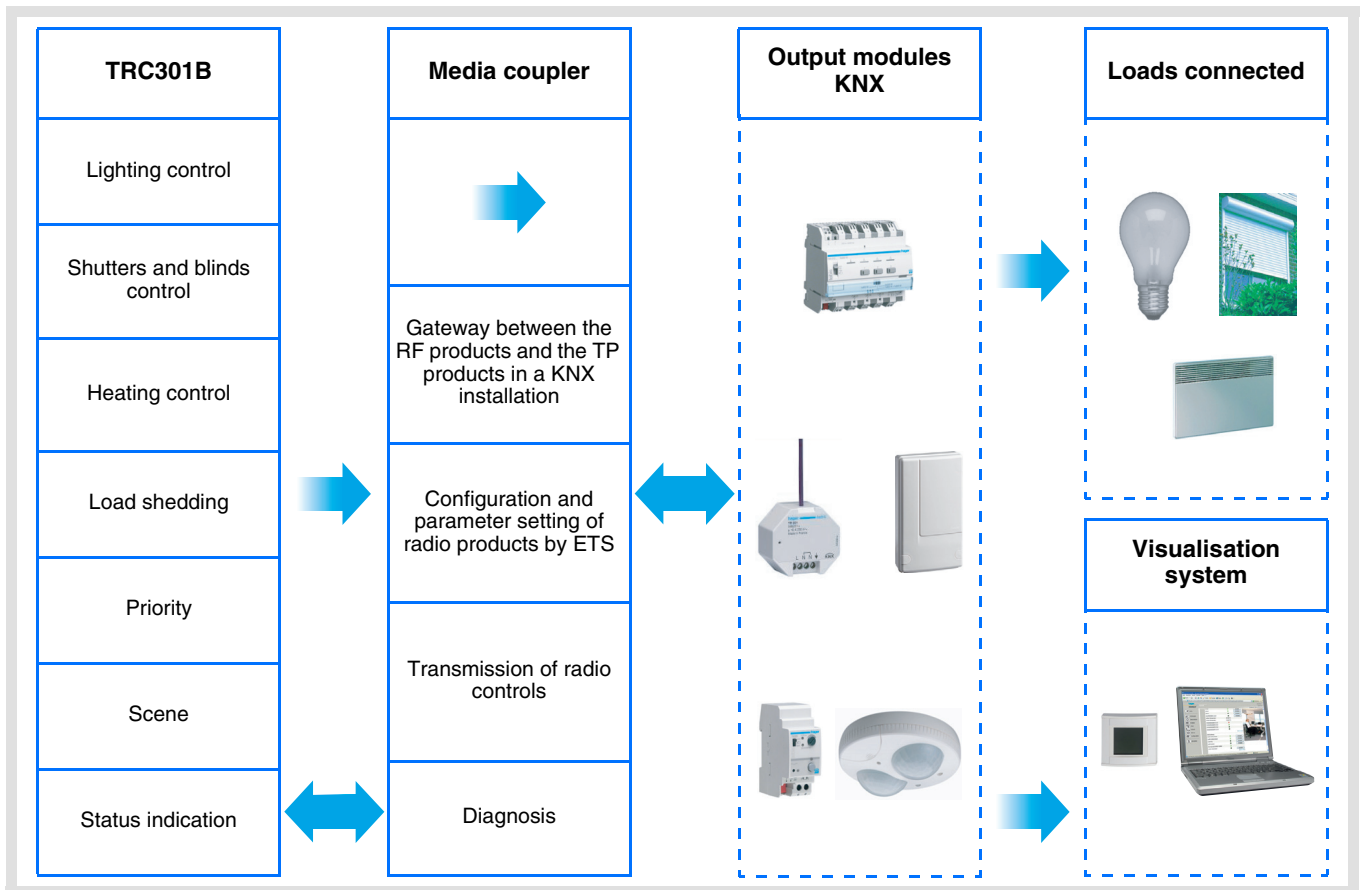 TRC301B
Lighting control
Shutters and blinds
control
Heating control
Load shedding
Priority
Scene
Status indication
Media coupler
Gateway between the
RF products and the TP
products in a KNX
installation
Configuration and
parameter setting of
radio products by ETS
Transmission of radio
controls
Diagnosis
Output modules
KNX
Loads connected
Visualisation
system